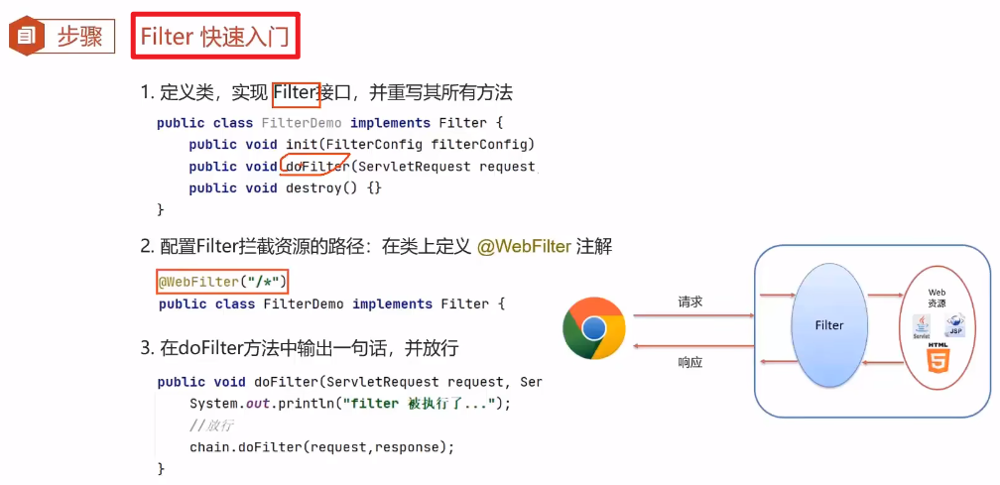 步骤
Filter 快速入门
1. 定义类，实现 Filter接口，并重写其所有方法
public class FilterDemo implements Filter {
public void init(FilterConfig filterConfig)
public void doFilter(ServletRequest request
public void destroy() {}
}
2. 配置Filter拦截资源的路径：在类上定义 @WebFilter 注解
@WebFilter("/*")
public class FilterDemo implements Filter {
3. 在doFilter方法中输出一句话，并放行
public void doFilter(ServletRequest request, Ser
System.out.println("filter 被执行了...");
//放行
chain.doFilter(request,response);
}
请求
响应
Filter
Web
资源
Servlet
JSP
HTML
5